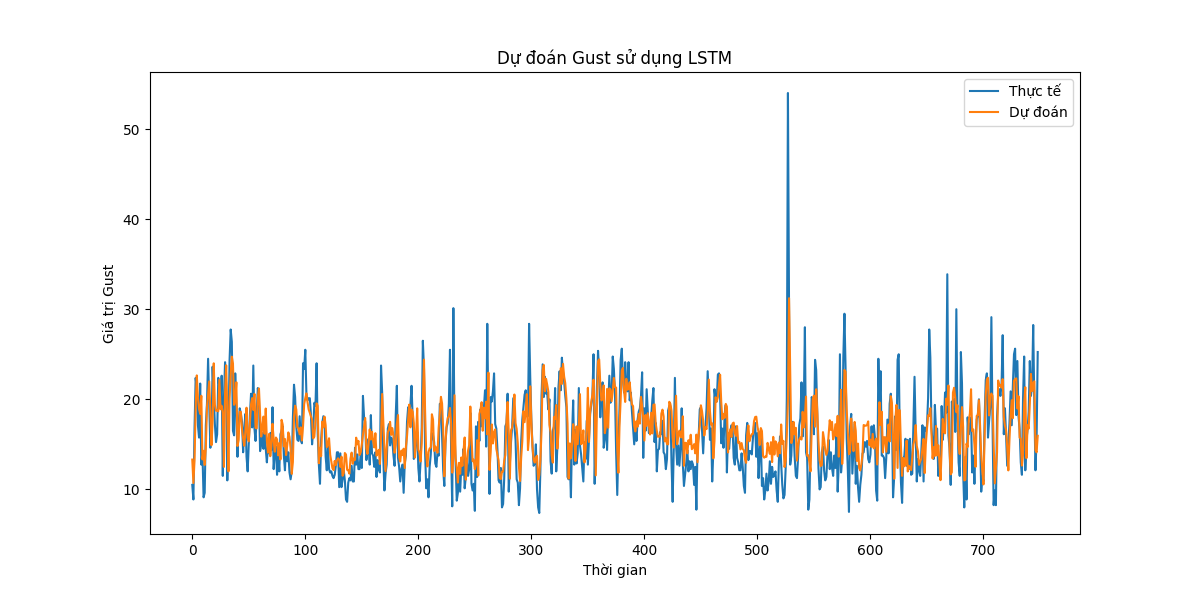 Dự đoán Gust sử dụng LSTM
Thực tế
Dự đoán
Giá trị Gust
50
40
30
20
10
0 100 200 300 400 500 600 700
Thời gian